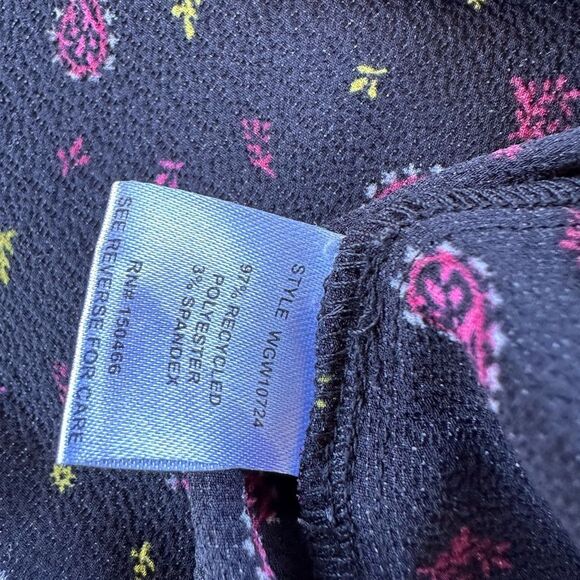 STYLE WGW10724
97% RECYCLED
POLYESTER
3% SPANDEX
RN# 150466
SEE REVERSE FOR CARE